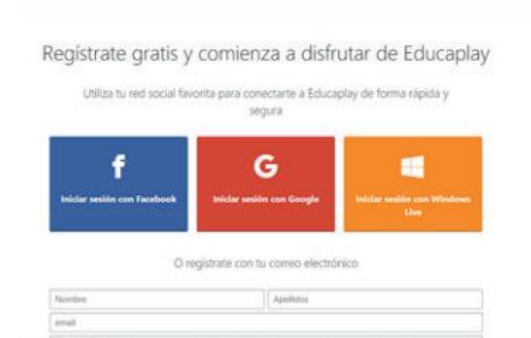 Regístrate gratis y comienza a disfrutar de Educaplay
Utiliza tu red social favorita para conectarte a Educaplay de forma rápida y
segura
f G
Iniciar sesión con Facebook Iniciar sesión con Google Iniciar sesión con Windows
Live
O regístrate con tu correo electrónico
Nombre Apellidos
email